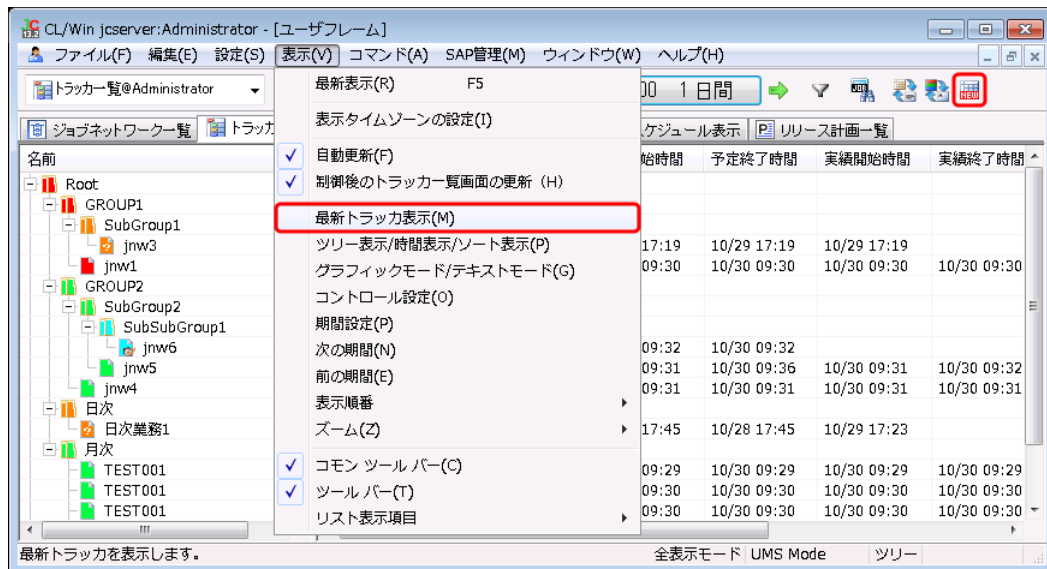 CL/Win jcserver:Administrator - [ユーザフレーム]
ファイル(F) 編集(E) 設定(S) 表示(V) コマンド(A) SAP管理(M) ウィンドウ(W) ヘルプ(H)
トラッカ一覧@Administrator
00 1 日間
NEW
ジョブネットワーク一覧 トラッカ
ケジュール表示 リリース計画一覧
最新表示(R) F5
表示タイムゾーンの設定(I)
自動更新(F)
制御後のトラッカ一覧画面の更新 (H)
最新トラッカ表示(M)
ツリー表示/時間表示/ソート表示(P)
グラフィックモード/テキストモード(G)
コントロール設定(O)
期間設定(P)
次の期間(N)
前の期間(E)
表示順番
ズーム(Z)
コモン ツール バー(C)
ツール バー(T)
リスト表示項目
名前 始時間 予定終了時間 実績開始時間 実績終了時間
Root
GROUP1
SubGroup1
jnw3 17:19 10/29 17:19 10/29 17:19
jnw1 09:30 10/30 09:30 10/30 09:30 10/30 09:30
GROUP2
SubGroup2
SubSubGroup1
jnw6 09:32 10/30 09:32
jnw5 09:31 10/30 09:36 10/30 09:31 10/30 09:32
jnw4 09:31 10/30 09:31 10/30 09:31 10/30 09:31
日次
日次業務1 17:45 10/28 17:45 10/29 17:23
月次
TEST001 09:29 10/30 09:29 10/30 09:29 10/30 09:29
TEST001 09:30 10/30 09:30 10/30 09:30 10/30 09:30
TEST001 09:30 10/30 09:30 10/30 09:30 10/30 09:30
最新トラッカを表示します。 全表示モード UMS Mode ツリー